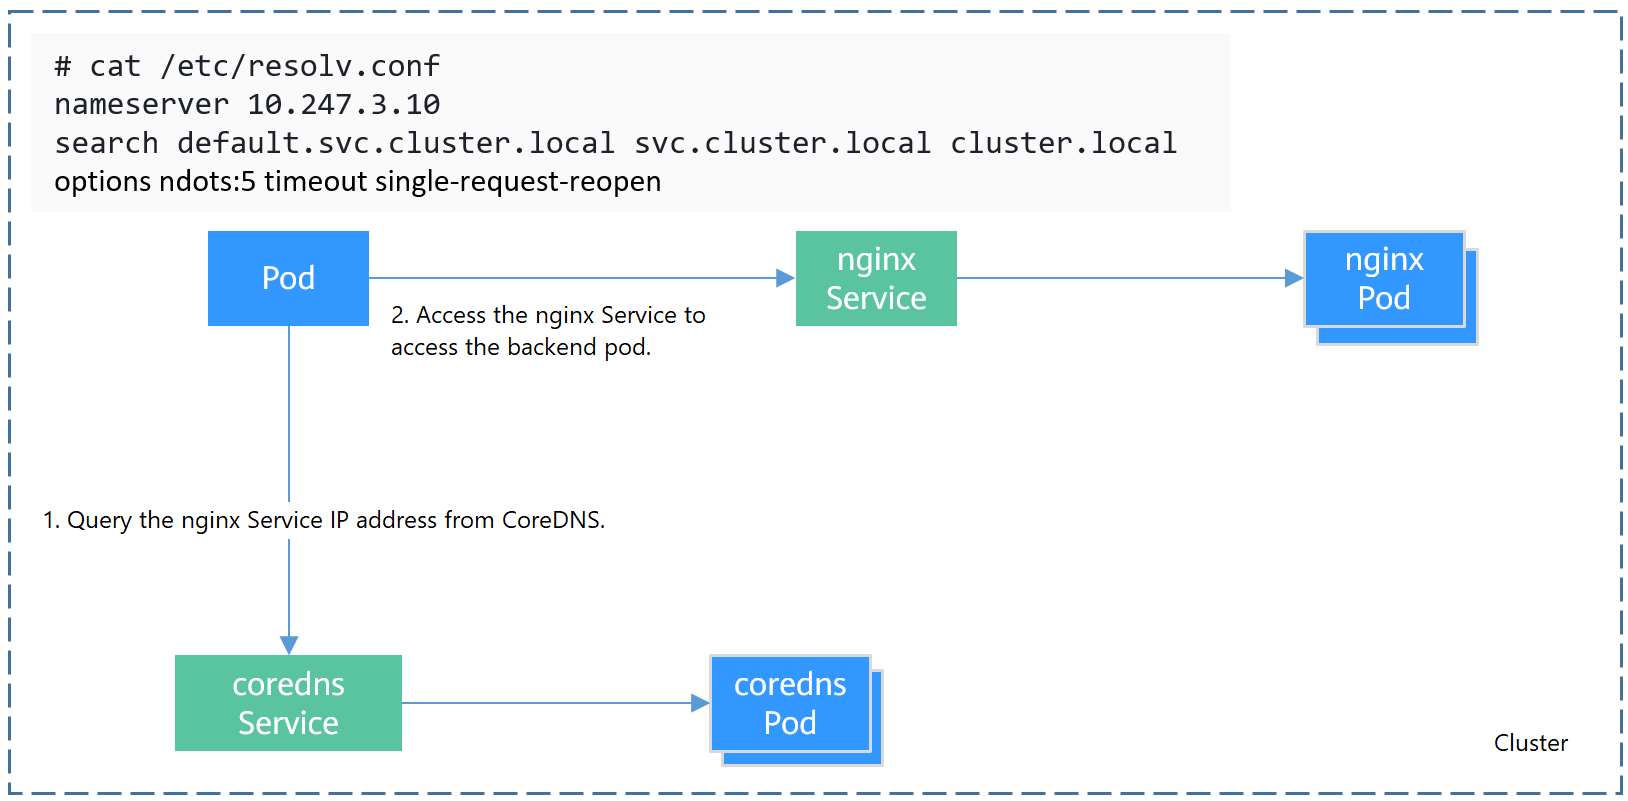 # cat /etc/resolv.conf
nameserver 10.247.3.10
search default.svc.cluster.local svc.cluster.local cluster.local
options ndots:5 timeout single-request-reopen
Pod
nginx
Service
nginx
Pod
2. Access the nginx Service to
access the backend pod.
1. Query the nginx Service IP address from CoreDNS.
coredns
Service
coredns
Pod
Cluster